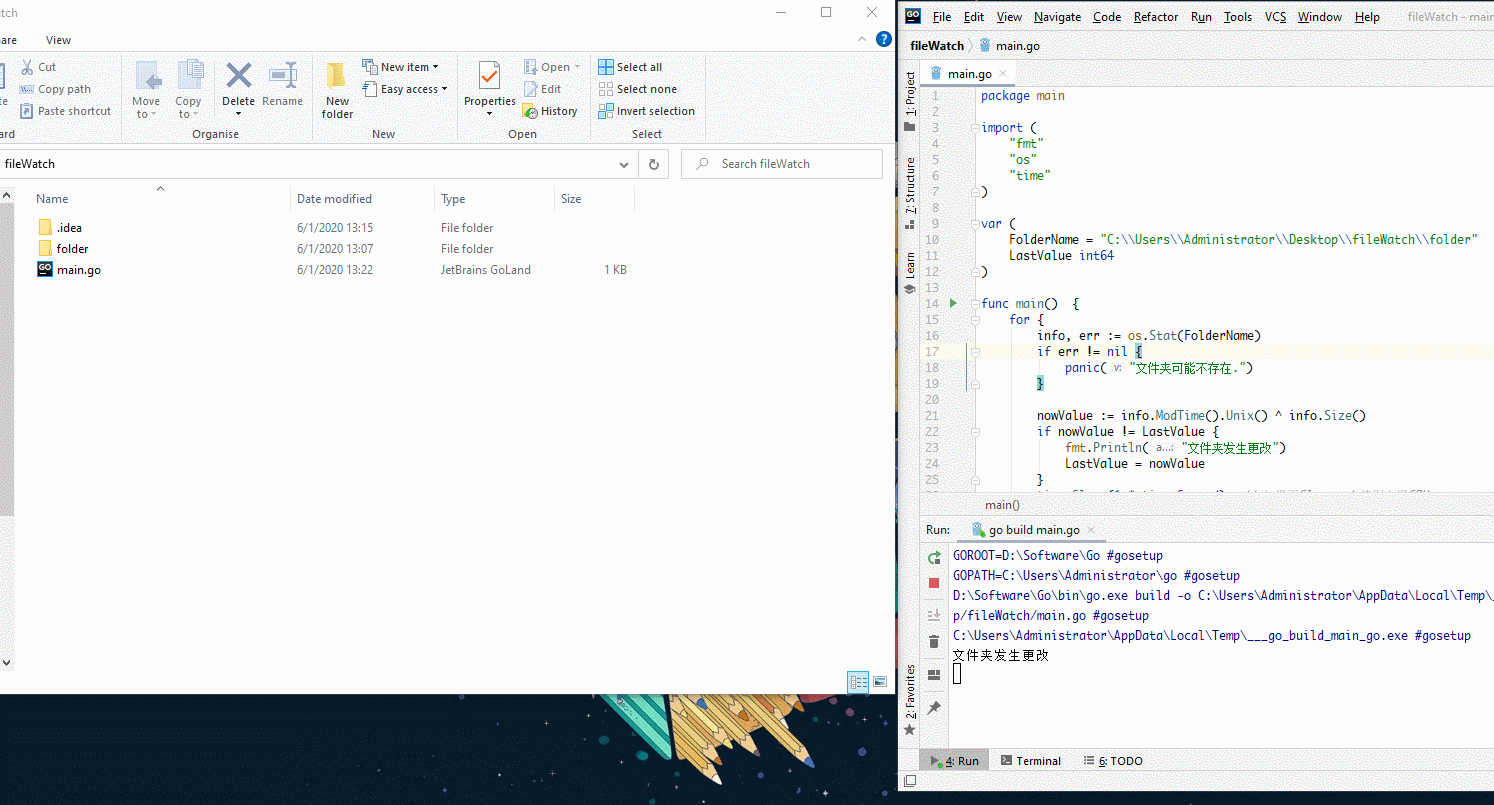 tch
are
View
Cut
Copy path
Paste shortcut
Move to
Copy to
Delete
Rename
Organise
New folder
New item
Easy access
New
Properties
Open
Edit
History
Open
Select all
Select none
Invert selection
Select
fileWatch
Search fileWatch
Name Date modified Type Size
.idea 6/1/2020 13:15 File folder
folder 6/1/2020 13:07 File folder
main.go 6/1/2020 13:22 JetBrains GoLand 1 KB
GO File Edit View Navigate Code Refactor Run Tools VCS Window Help fileWatch - main
fileWatch main.go
main.go
1: Project
7: Structure
Learn
2: Favorites
1 package main
2
3 import (
4 "fmt"
5 "os"
6 "time"
7 )
8
9 var (
10 FolderName = "C:\\Users\\Administrator\\Desktop\\fileWatch\\folder"
11 LastValue int64
12 )
13
14 func main() {
15 for {
16 info, err := os.Stat(FolderName)
17 if err != nil {
18 panic( v: "文件夹可能不存在.")
19 }
20
21 nowValue := info.ModTime().Unix() ^ info.Size()
22 if nowValue != LastValue {
23 fmt.Println( a...: "文件夹发生更改")
24 LastValue = nowValue
25 }
main()
Run: go build main.go
GOROOT=D:\Software\Go #gosetup
GOPATH=C:\Users\Administrator\go #gosetup
D:\Software\Go\bin\go.exe build -o C:\Users\Administrator\AppData\Local\Temp\_
p/fileWatch/main.go #gosetup
C:\Users\Administrator\AppData\Local\Temp\___go_build_main_go.exe #gosetup
文件夹发生更改
4: Run Terminal 6: TODO